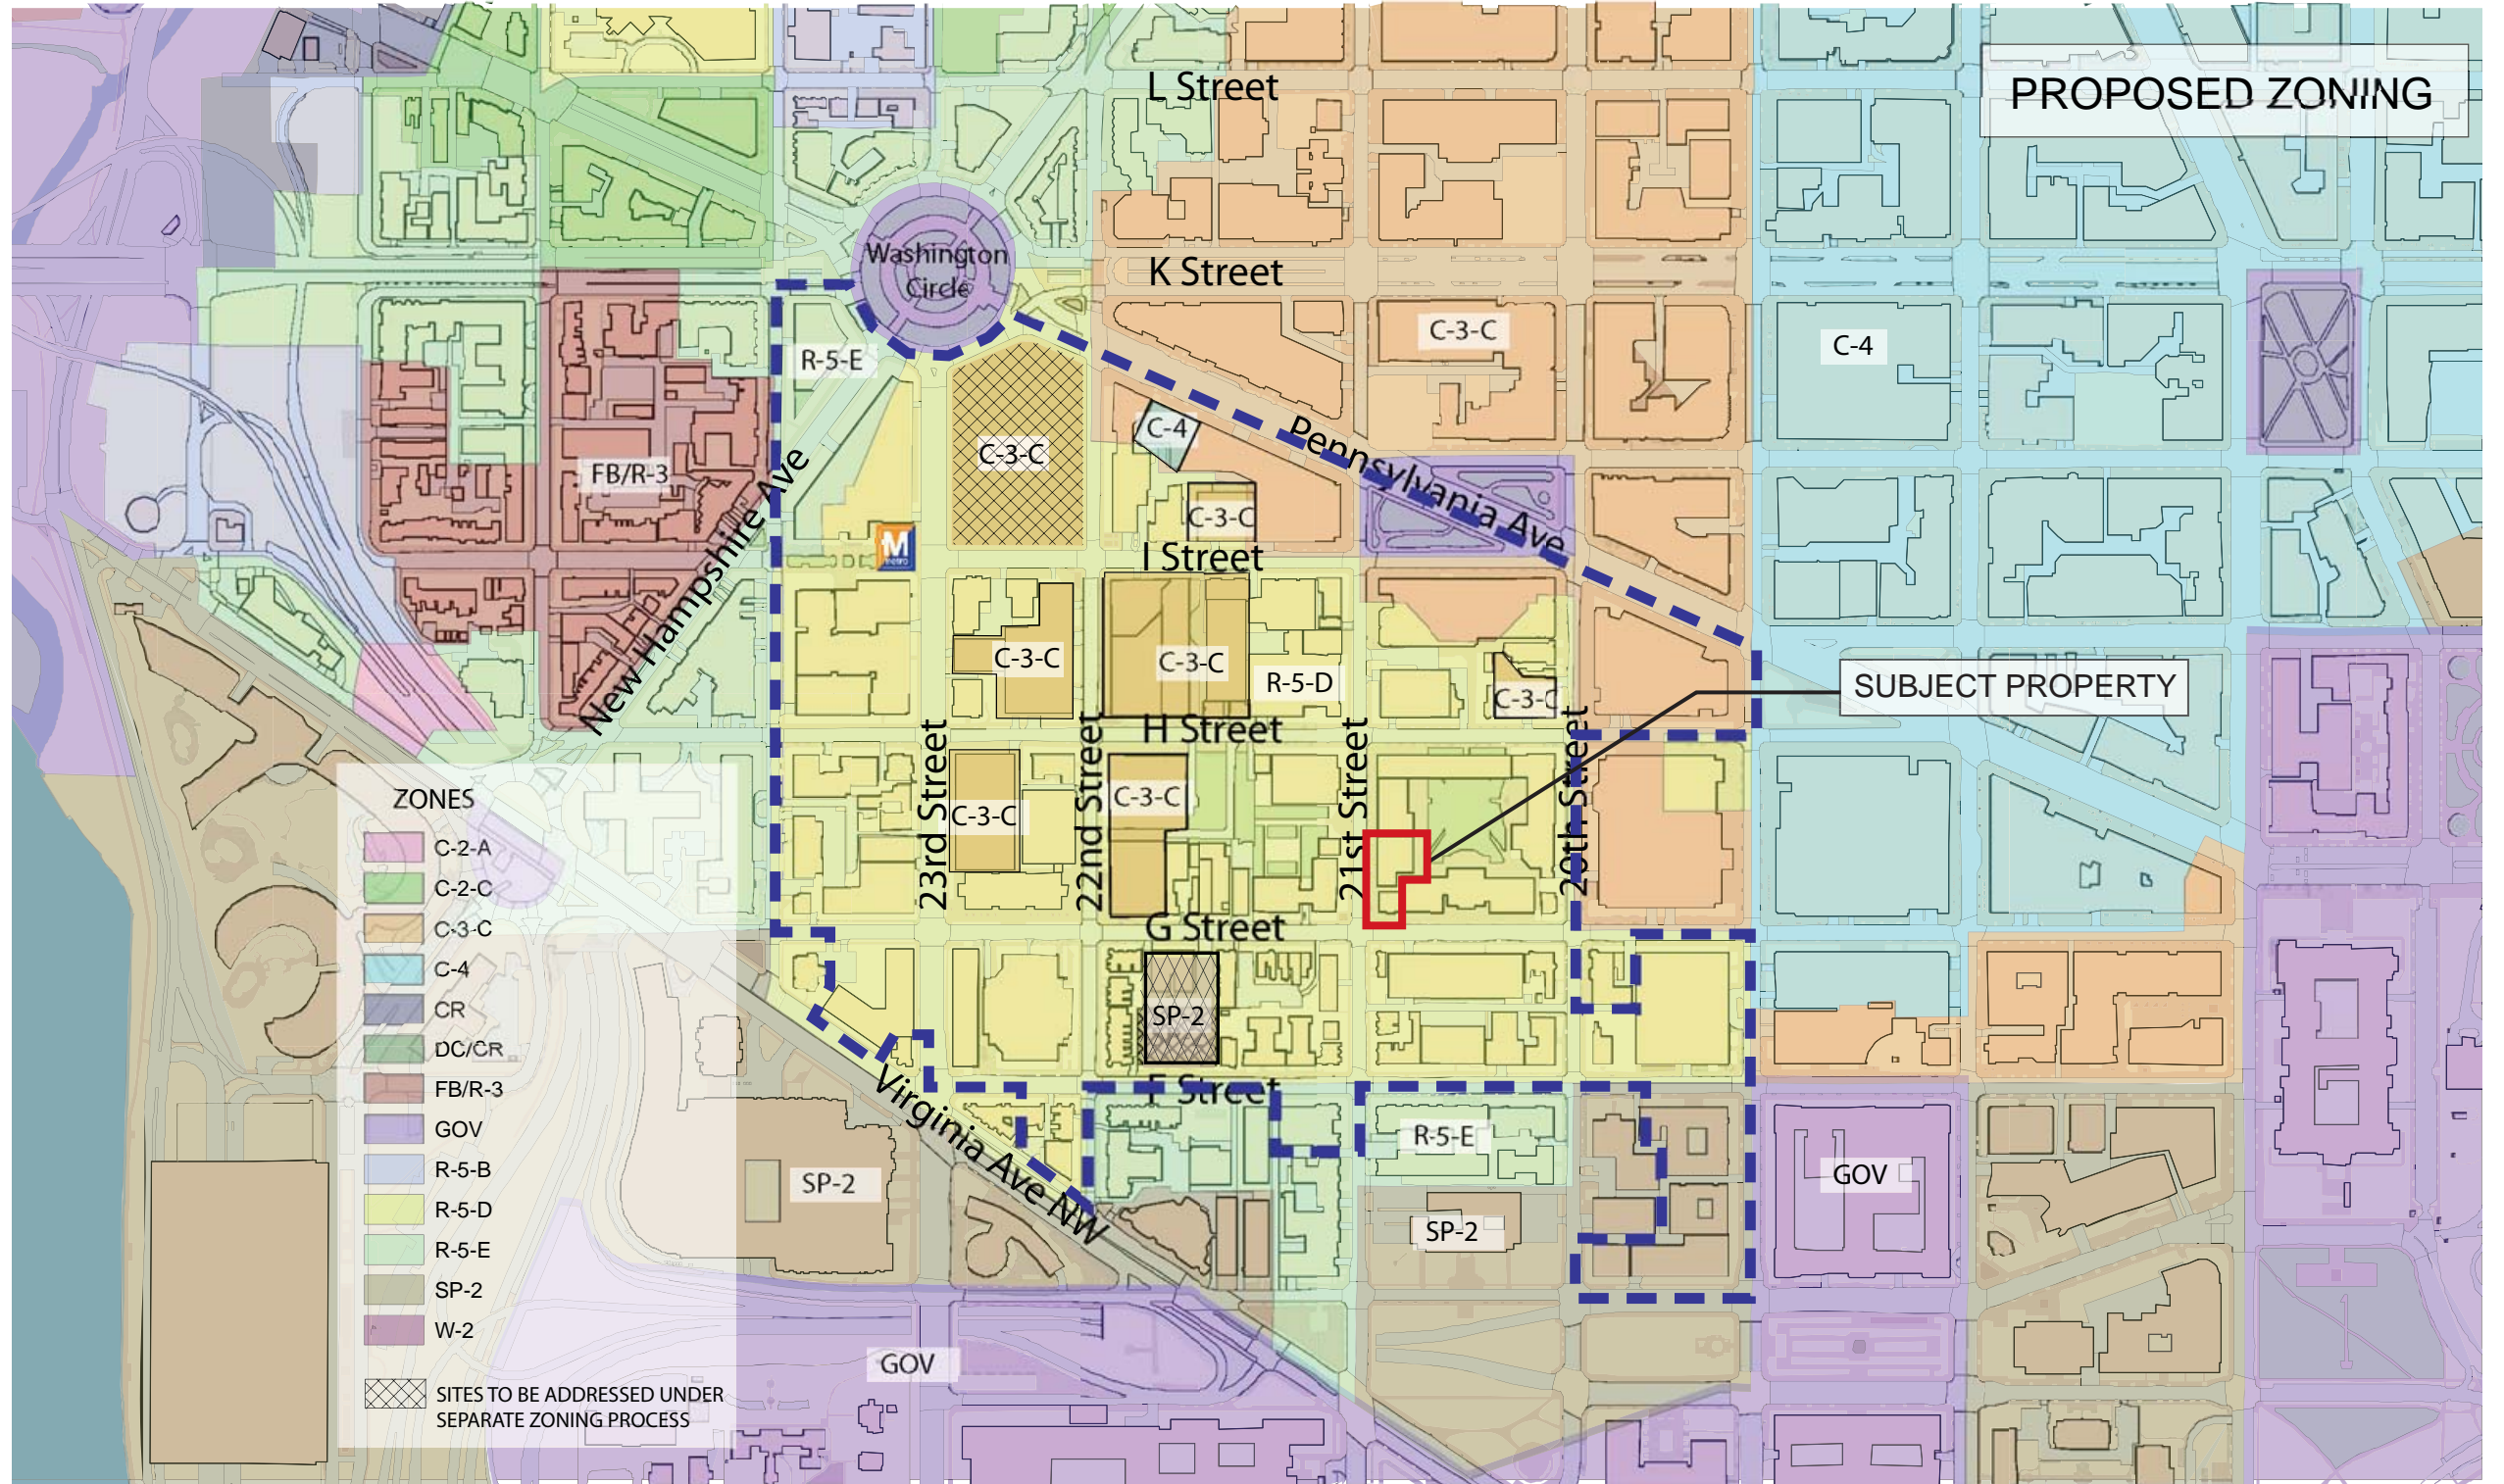 L Street
PROPOSED ZONING
Washington
Circle
K Street
R-5-E
C-3-C
C-4
C-4
C-3-C
Pennsylvania Ave
FB/R-3
New Hampshire Ave
M
metro
C-3-C
I Street
C-3-C
C-3-C
R-5-D
C-3-C
SUBJECT PROPERTY
H Street
23rd Street
22nd Street
21st Street
20th Street
C-3-C
C-3-C
G Street
SP-2
F Street
Virginia Ave NW
R-5-E
SP-2
SP-2
GOV
GOV
ZONES
C-2-A
C-2-C
C-3-C
C-4
CR
DC/CR
FB/R-3
GOV
R-5-B
R-5-D
R-5-E
SP-2
W-2
SITES TO BE ADDRESSED UNDER
SEPARATE ZONING PROCESS